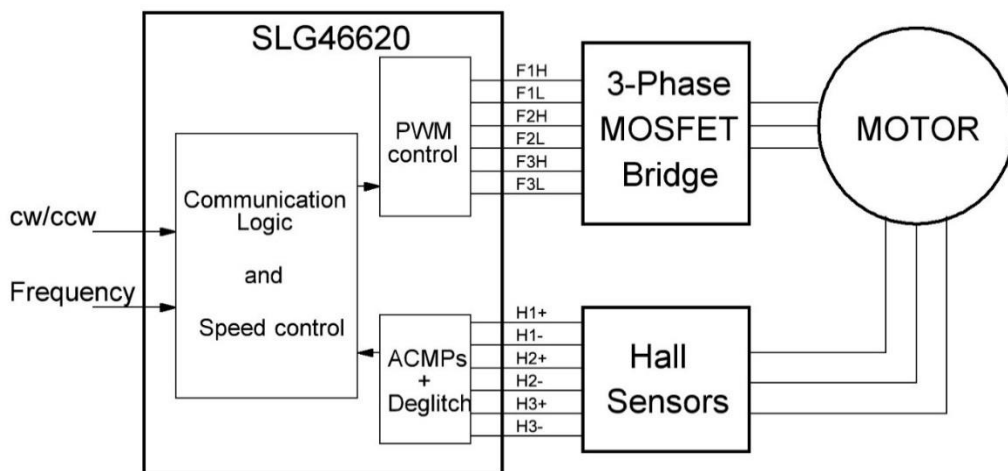 SLG46620
PWM
control
F1H
F1L
F2H
F2L
F3H
F3L
3-Phase
MOSFET
Bridge
MOTOR
cw/ccw
Frequency
Communication
Logic
and
Speed control
ACMPs
+
Deglitch
H1+
H1-
H2+
H2-
H3+
H3-
Hall
Sensors